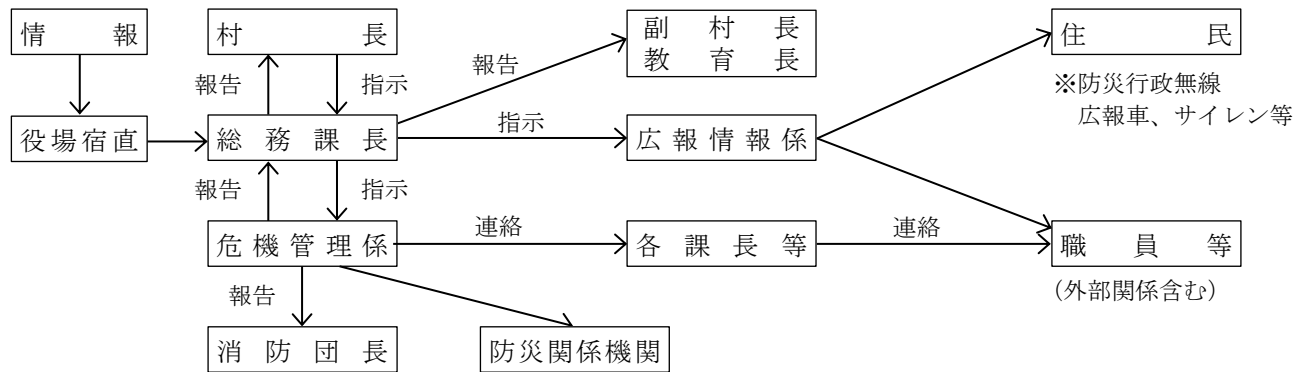 情報
村長
副村長
教育長
住民
報告
指示
報告
※防災行政無線
広報車、サイレン等
役場宿直
総務課長
指示
広報情報係
報告
指示
危機管理係
連絡
各課長等
連絡
職員等
(外部関係含む)
報告
消防団長
防災関係機関